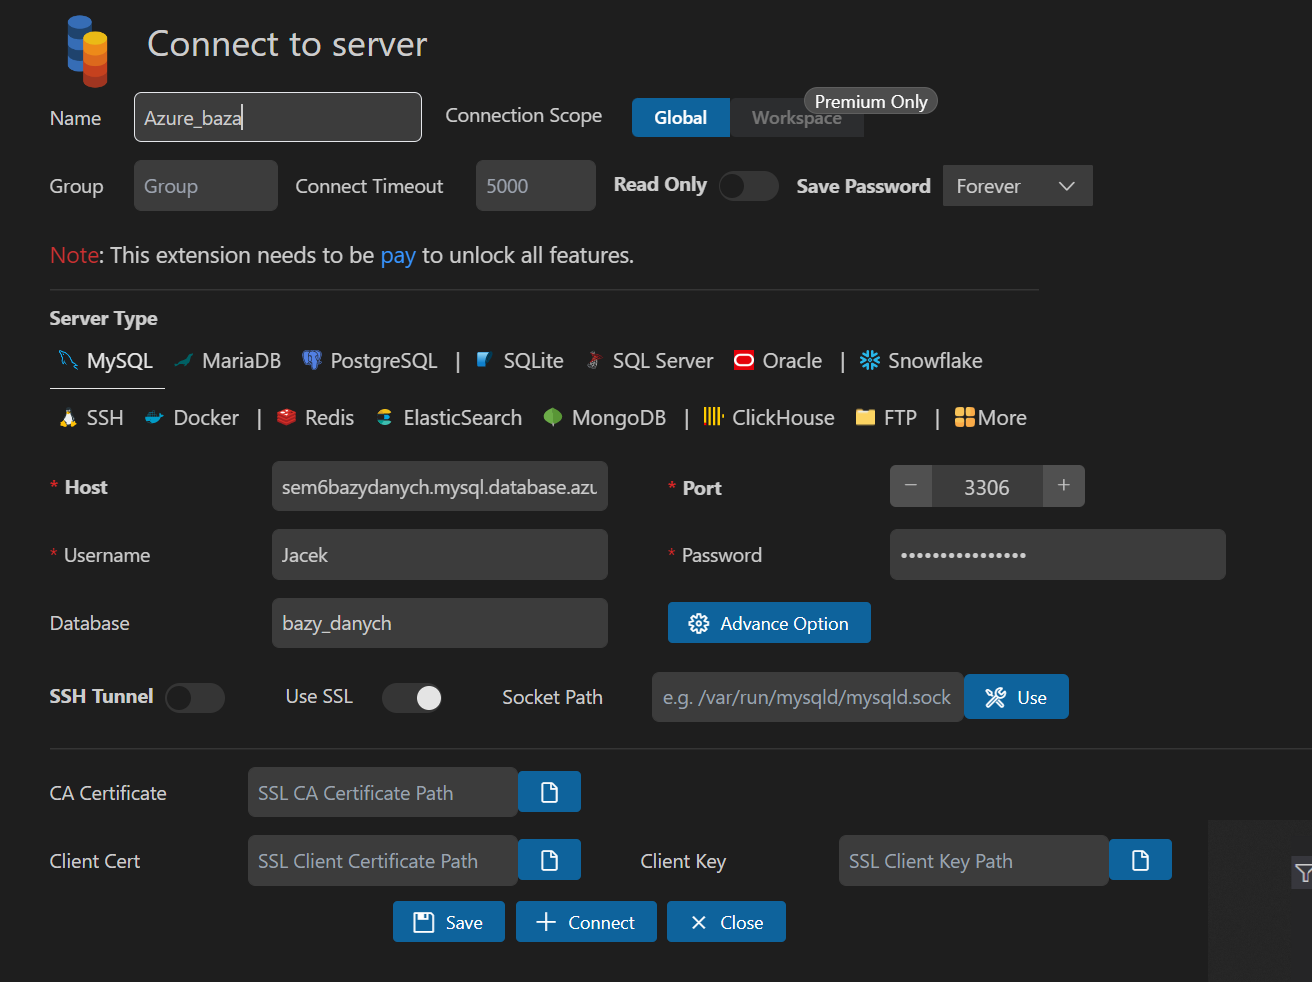 Connect to server
Name Azure_baza Connection Scope Global Workspace Premium Only
Group Group Connect Timeout 5000 Read Only Save Password Forever
Note: This extension needs to be pay to unlock all features.
Server Type
MySQL MariaDB PostgreSQL | SQLite SQL Server Oracle | Snowflake
SSH Docker | Redis ElasticSearch MongoDB | ClickHouse FTP | More
* Host sem6bazydanych.mysql.database.azu * Port − 3306 +
* Username Jacek * Password ••••••••••••••••
Database bazy_danych Advance Option
SSH Tunnel Use SSL Socket Path e.g. /var/run/mysqld/mysqld.sock Use
CA Certificate SSL CA Certificate Path
Client Cert SSL Client Certificate Path Client Key SSL Client Key Path
Save Connect Close